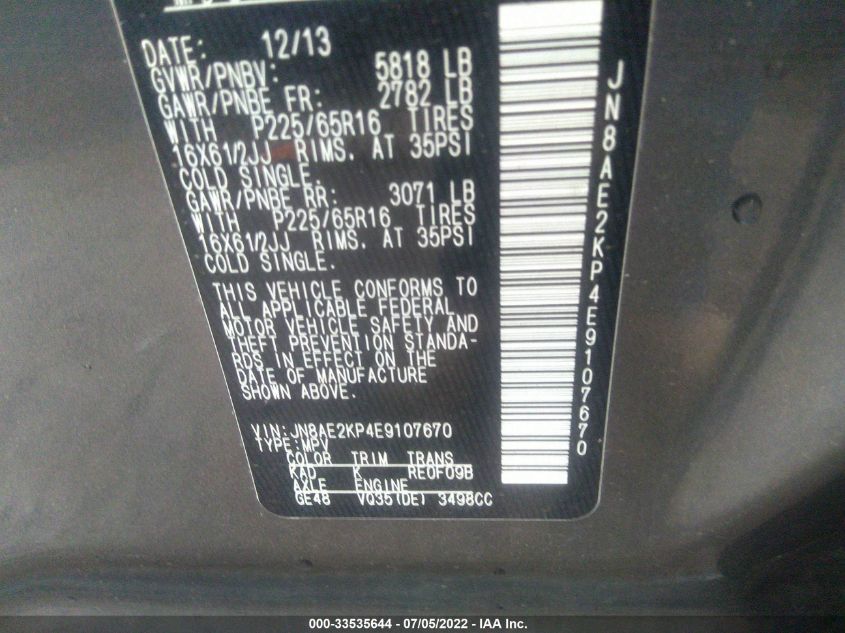 DATE: 12/13
GVWR/PNBV: 5818 LB
GAWR/PNBE FR: 2782 LB
WITH P225/65R16 TIRES
16X61/2JJ RIMS. AT 35PSI
COLD SINGLE.
GAWR/PNBE RR: 3071 LB
WITH P225/65R16 TIRES
16X61/2JJ RIMS. AT 35PSI
COLD SINGLE.
THIS VEHICLE CONFORMS TO
ALL APPLICABLE FEDERAL
MOTOR VEHICLE SAFETY AND
THEFT PREVENTION STANDA-
RDS IN EFFECT ON THE
DATE OF MANUFACTURE
SHOWN ABOVE.
VIN:JN8AE2KP4E9107670
TYPE:MPV
COLOR TRIM TRANS
KAD K RE0F09B
AXLE ENGINE
GE48 VQ35(DE) 3498CC
JN8AE2KP4E9107670
000-33535644 - 07/05/2022 - IAA Inc.